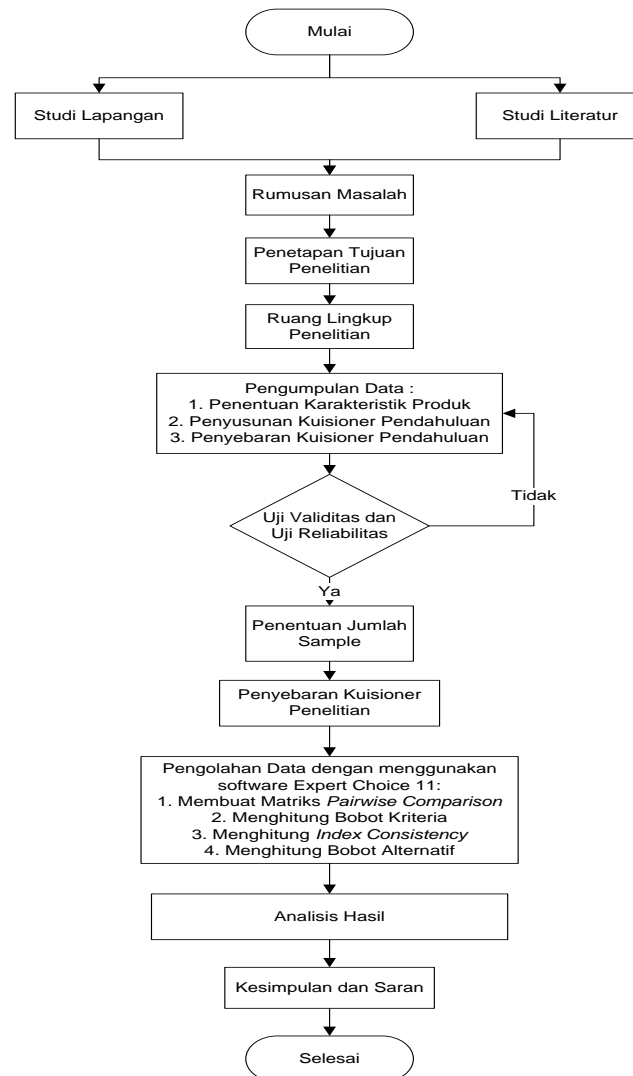 Mulai
Studi Lapangan
Studi Literatur
Rumusan Masalah
Penetapan Tujuan
Penelitian
Ruang Lingkup
Penelitian
Pengumpulan Data :
1. Penentuan Karakteristik Produk
2. Penyusunan Kuisioner Pendahuluan
3. Penyebaran Kuisioner Pendahuluan
Tidak
Uji Validitas dan
Uji Reliabilitas
Ya
Penentuan Jumlah
Sample
Penyebaran Kuisioner
Penelitian
Pengolahan Data dengan menggunakan
software Expert Choice 11:
1. Membuat Matriks Pairwise Comparison
2. Menghitung Bobot Kriteria
3. Menghitung Index Consistency
4. Menghitung Bobot Alternatif
Analisis Hasil
Kesimpulan dan Saran
Selesai